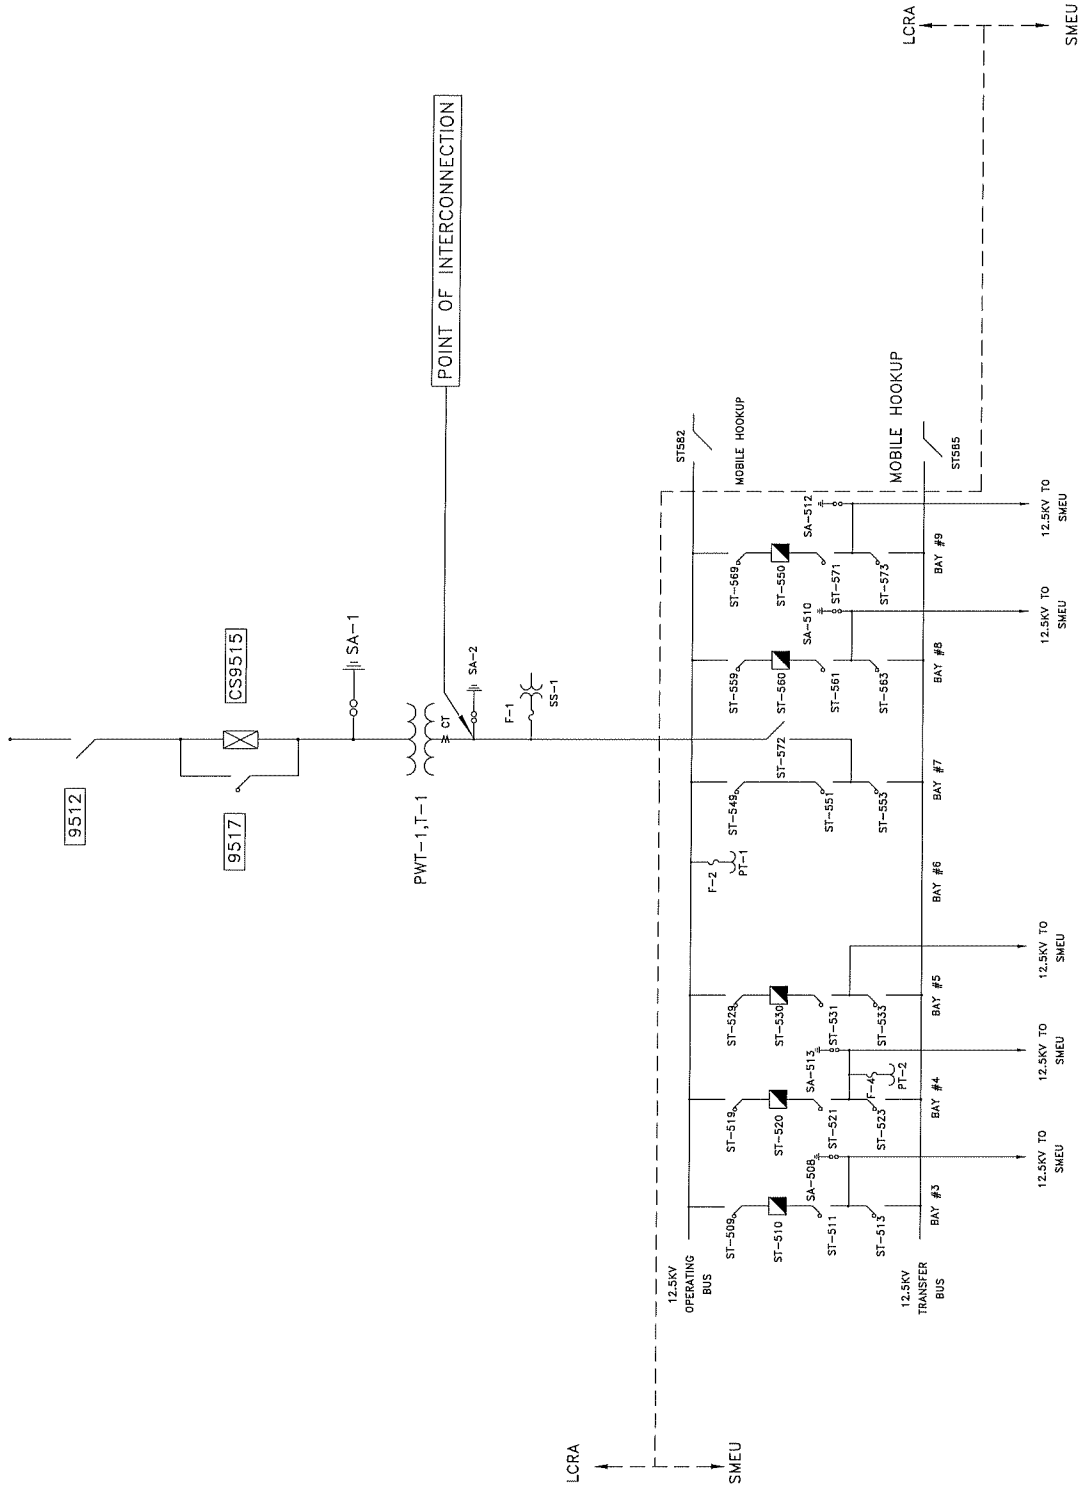 LCRA
SMEU
POINT OF INTERCONNECTION
9512
CS9515
9517
SA-1
PWT-1,T-1
CT
SA-2
F-1
SS-1
ST582
MOBILE HOOKUP
MOBILE HOOKUP
ST585
12.5KV
OPERATING
BUS
12.5KV
TRANSFER
BUS
ST-509
ST-510
SA-508
ST-511
ST-513
BAY #3
12.5KV TO
SMEU
ST-519
ST-520
SA-513
ST-521
F-4
PT-2
ST-523
BAY #4
12.5KV TO
SMEU
ST-529
ST-530
ST-531
ST-533
BAY #5
12.5KV TO
SMEU
F-2
PT-1
BAY #6
ST-549
ST-572
ST-551
ST-553
BAY #7
ST-559
ST-560
SA-510
ST-561
ST-563
BAY #8
12.5KV TO
SMEU
ST-569
ST-550
SA-512
ST-571
ST-573
BAY #9
12.5KV TO
SMEU
LCRA
SMEU